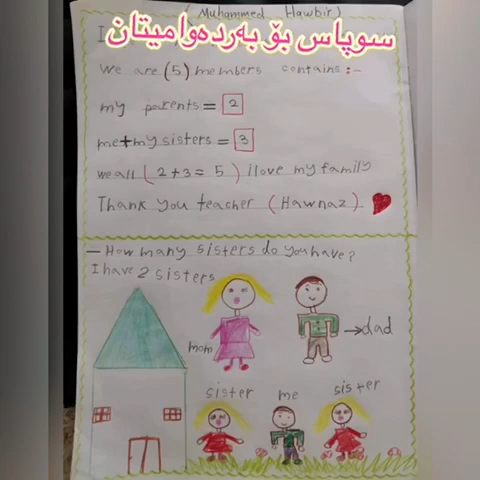 (Muhammeed Hawbir)
سوپاس بۆ بەردەوامیتان
We are (5) members contains :-
my parents = 2
me+my sisters = 3
we all (2+3=5) i love my family
Thank you teacher (Hawnaz)
- How many sisters do you have?
I have 2 sisters
mom
→dad
sister me sister